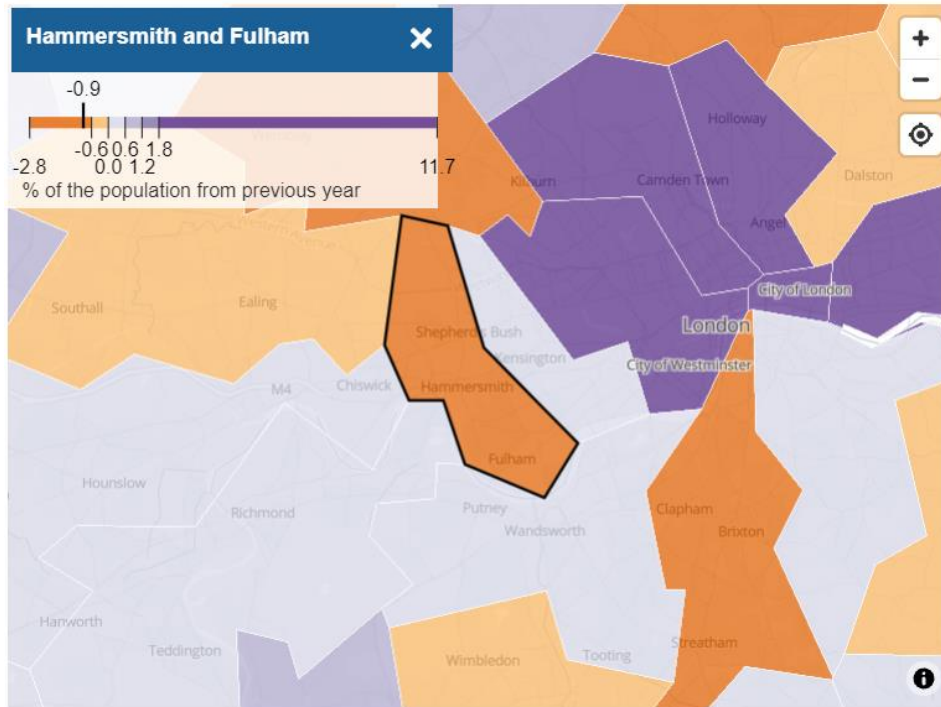 Hammersmith and Fulham
-0.9
-0.6 0.6 1.8
-2.8 0.0 1.2 11.7
% of the population from previous year
Holloway
Kilburn
Camden Town
Dalston
Angel
City of London
Southall
Ealing
London
Shepherd's Bush
Kensington
City of Westminster
M4
Chiswick
Hammersmith
Fulham
Hounslow
Richmond
Putney
Wandsworth
Clapham
Brixton
Hanworth
Teddington
Wimbledon
Tooting
Streatham